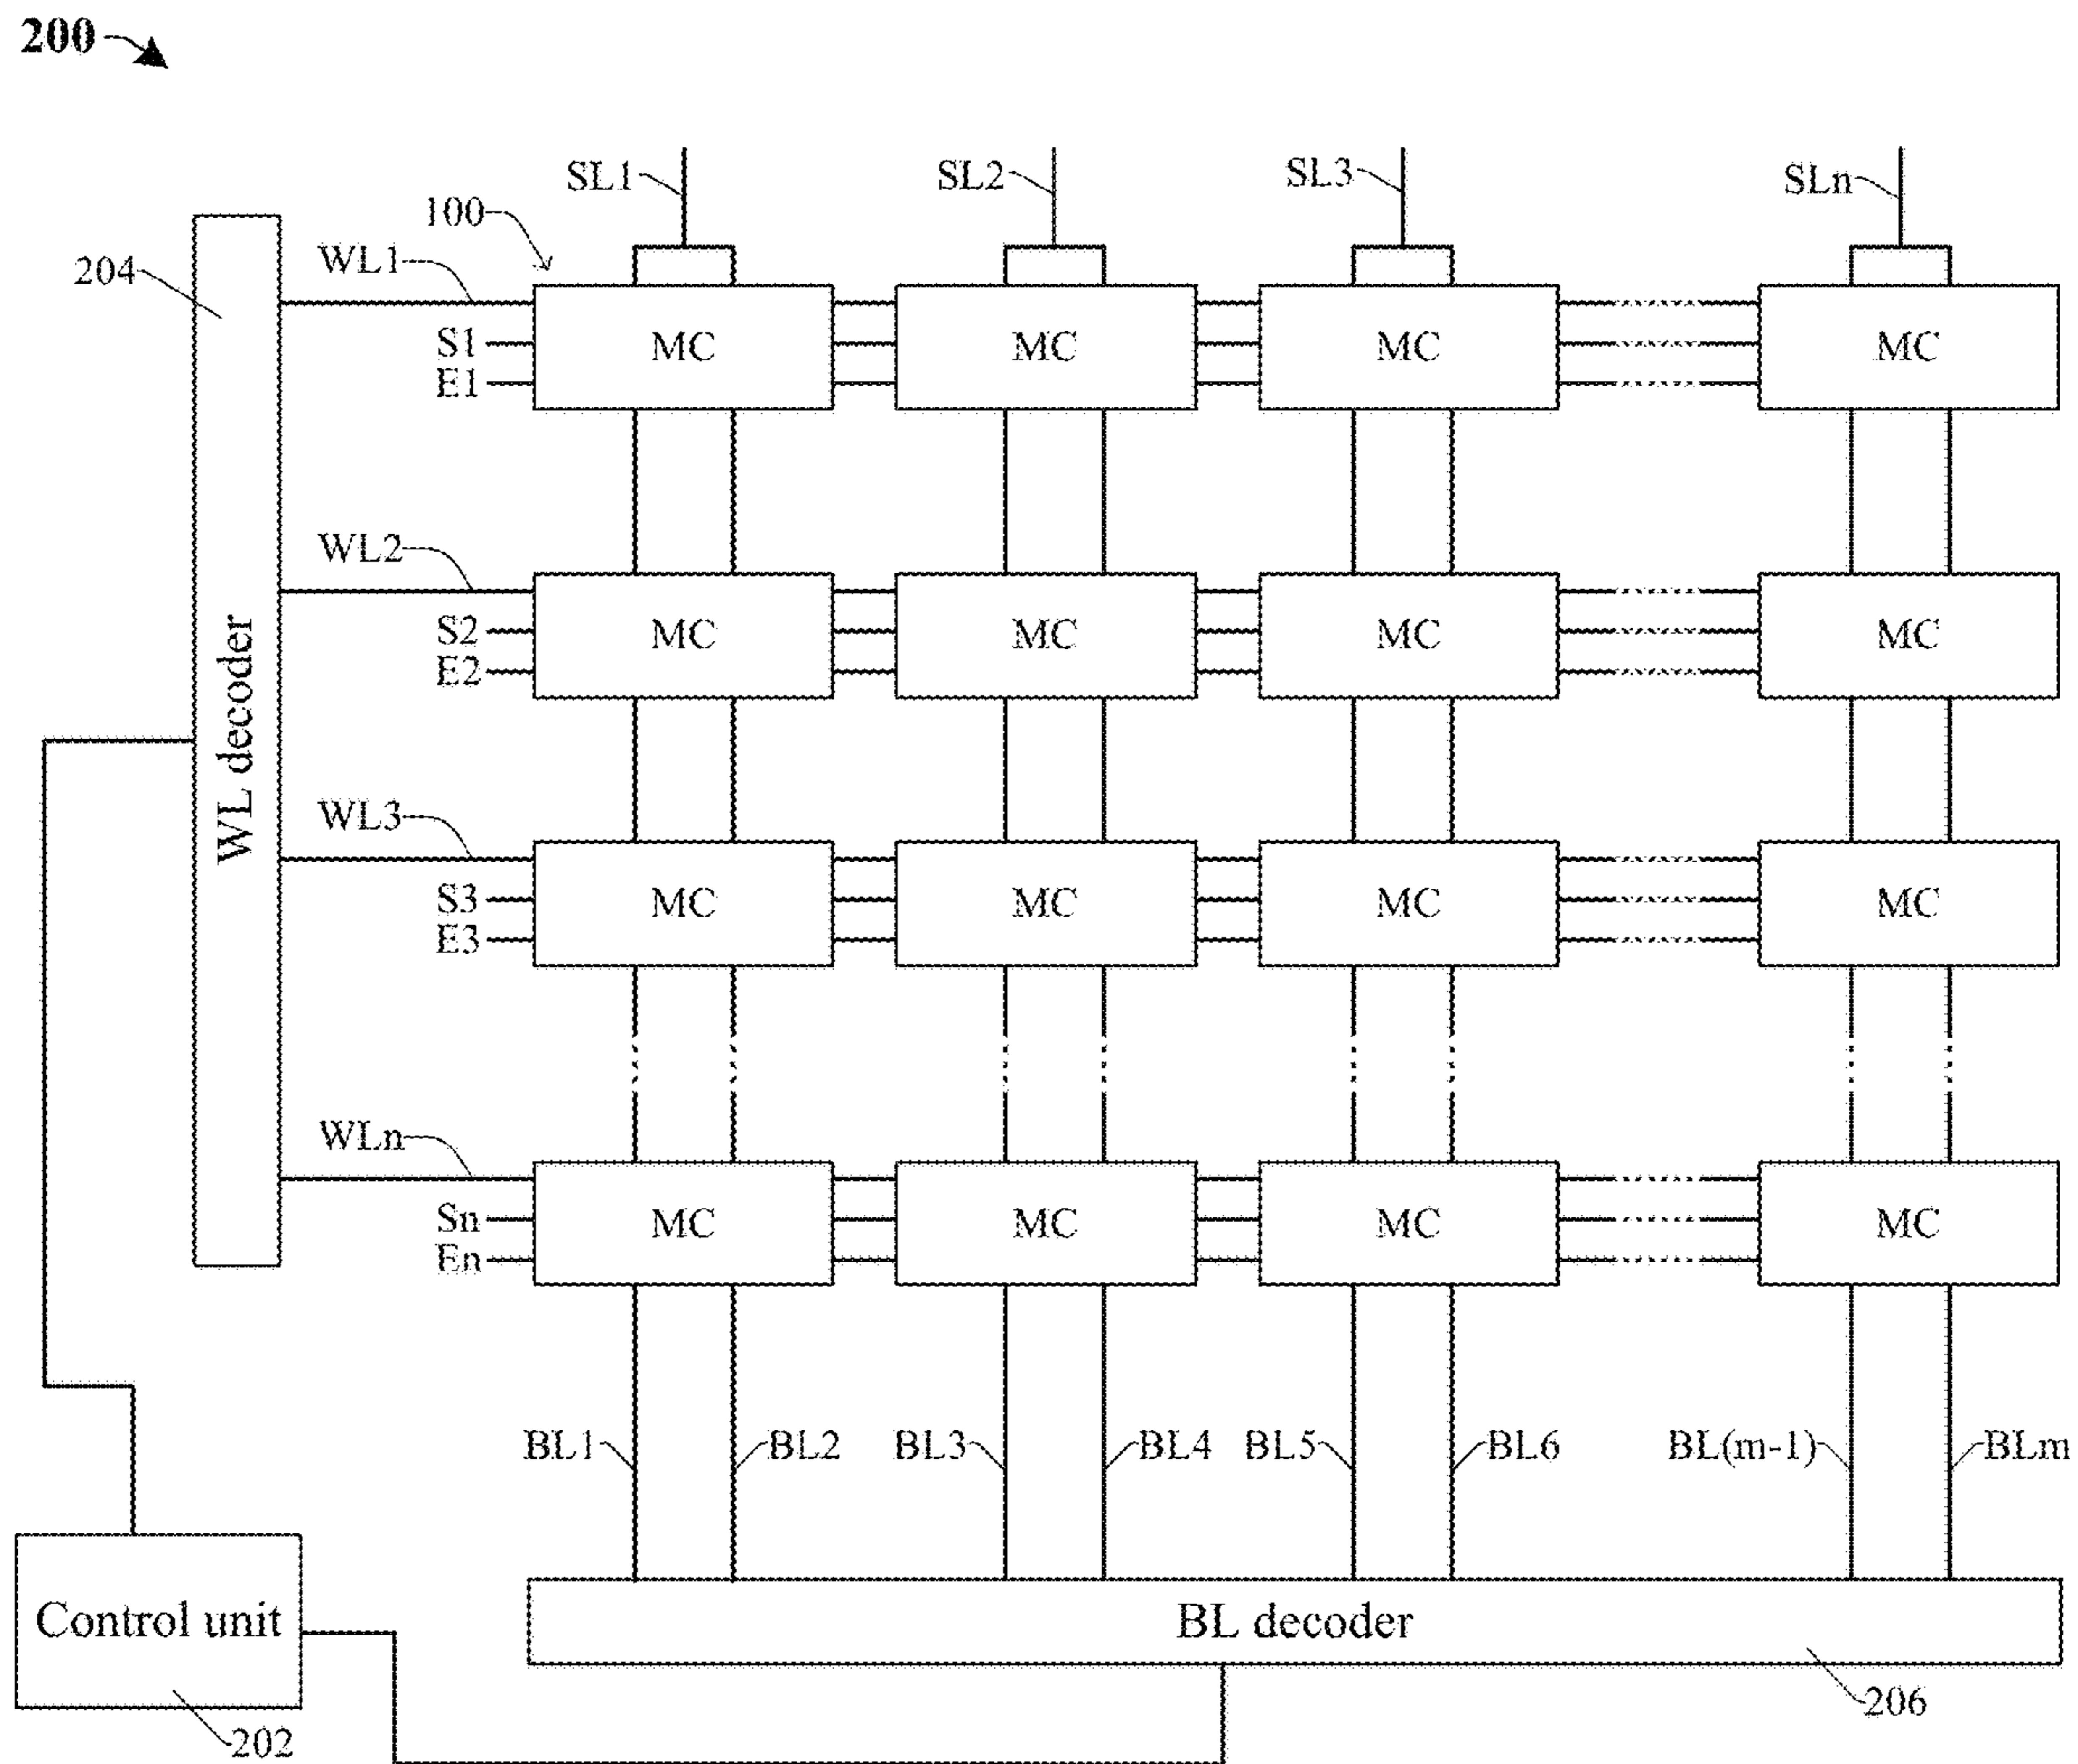 200
SL1 SL2 SL3 SLn
100
WL1
204
S1 MC MC MC MC
E1
WL2
S2 MC MC MC MC
E2
WL decoder
WL3
S3 MC MC MC MC
E3
WLn
Sn MC MC MC MC
En
BL1 BL2 BL3 BL4 BL5 BL6 BL(m-1) BLm
Control unit
BL decoder
206
202